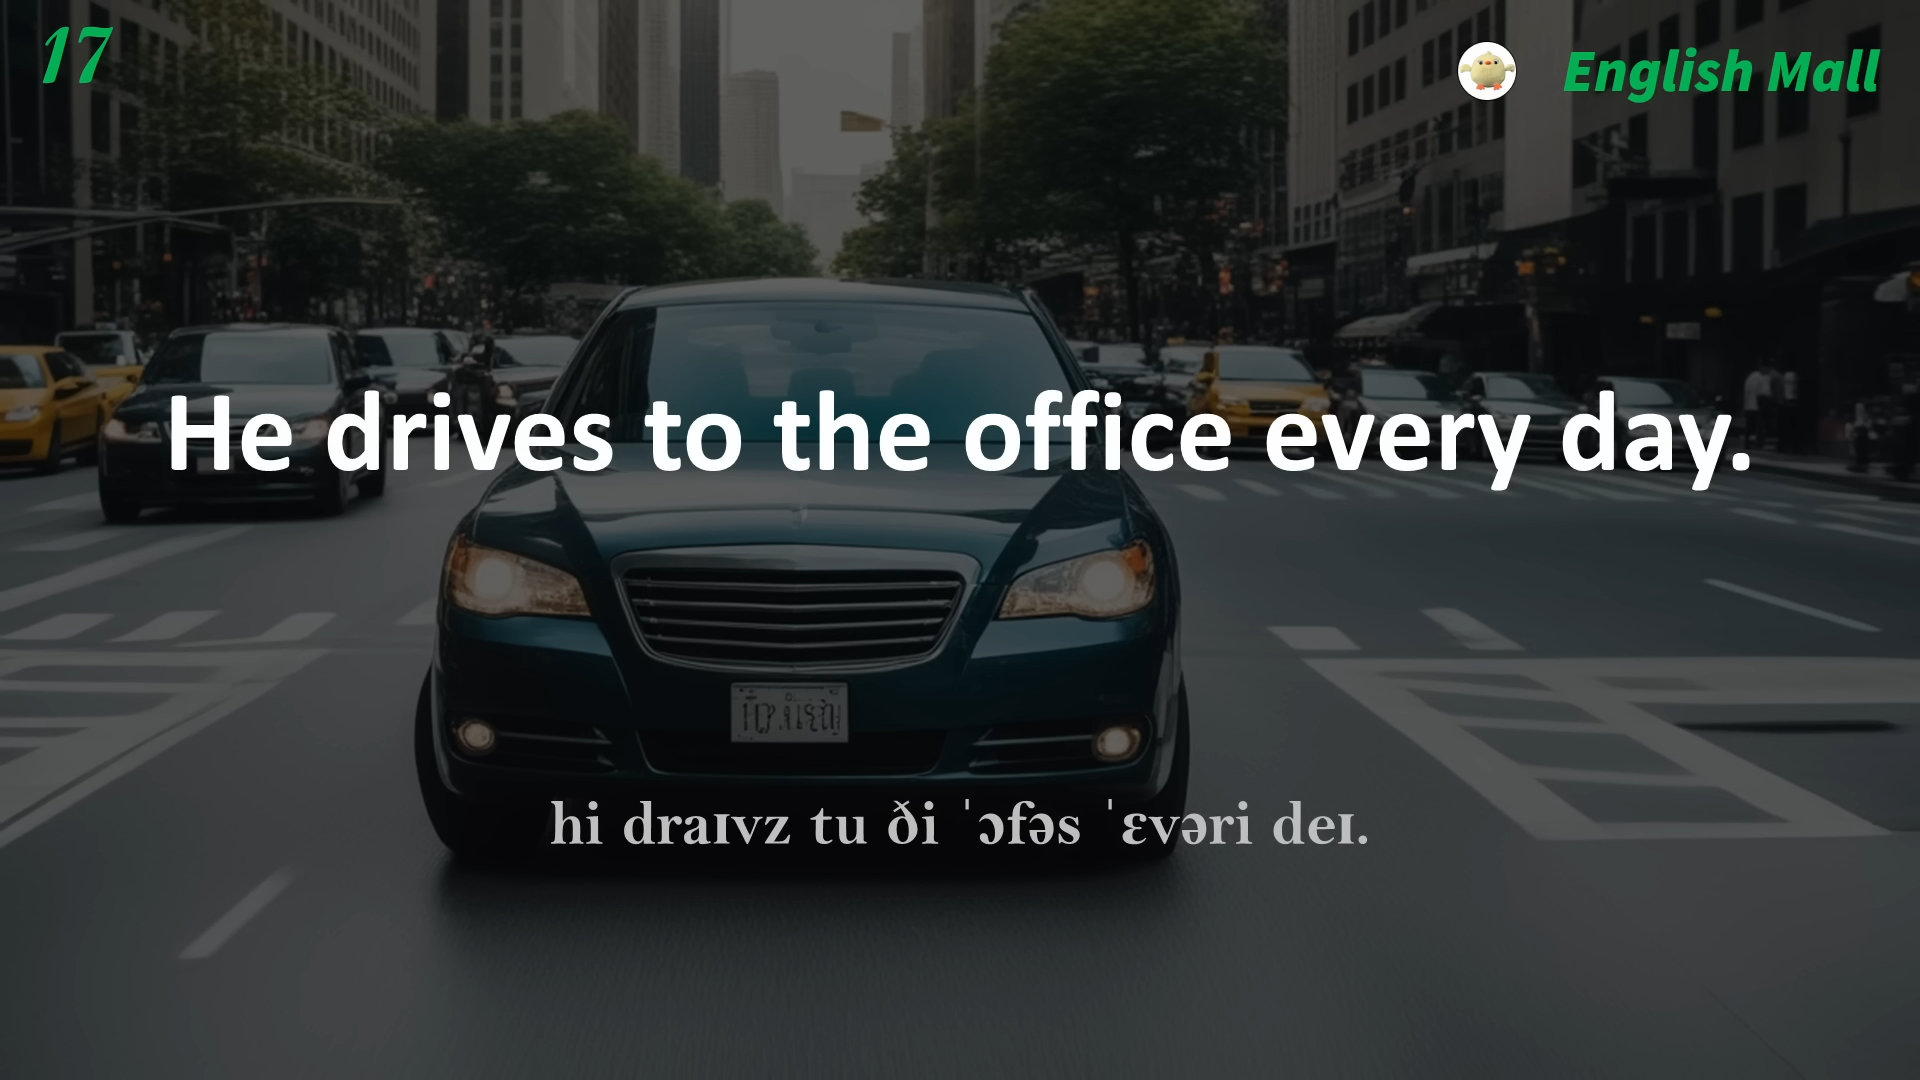 17
English Mall
He drives to the office every day.
hi draɪvz tu ði ˈɔfəs ˈɛvəri deɪ.